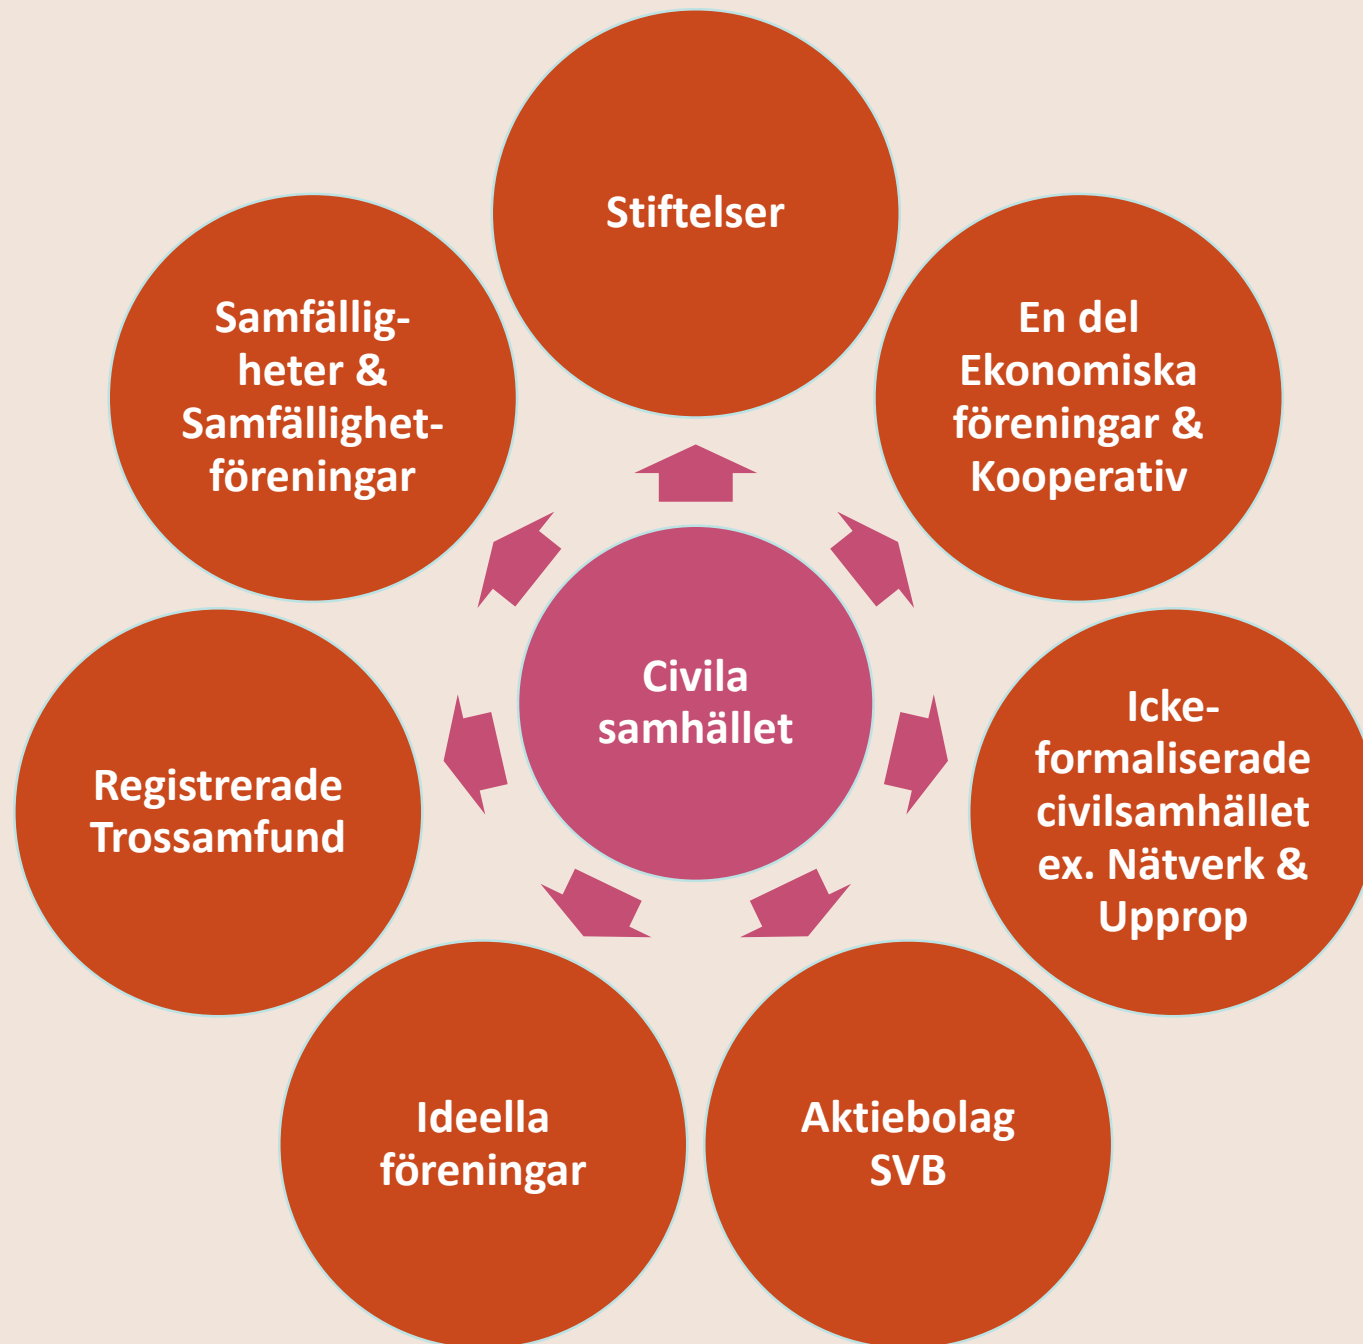 Stiftelser
En del
Ekonomiska
föreningar &
Kooperativ
Icke-
formaliserade
civilsamhället
ex. Nätverk &
Upprop
Aktiebolag
SVB
Ideella
föreningar
Registrerade
Trossamfund
Samfällig-
heter &
Samfällighet-
föreningar
Civila
samhället